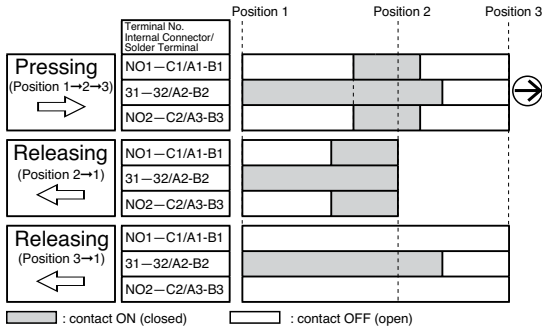 Position 1 Position 2 Position 3
Terminal No.
Internal Connector/
Solder Terminal
Pressing
(Position 1→2→3)
NO1—C1/A1-B1
31—32/A2-B2
NO2—C2/A3-B3
Releasing
(Position 2→1)
NO1—C1/A1-B1
31—32/A2-B2
NO2—C2/A3-B3
Releasing
(Position 3→1)
NO1—C1/A1-B1
31—32/A2-B2
NO2—C2/A3-B3
: contact ON (closed) : contact OFF (open)